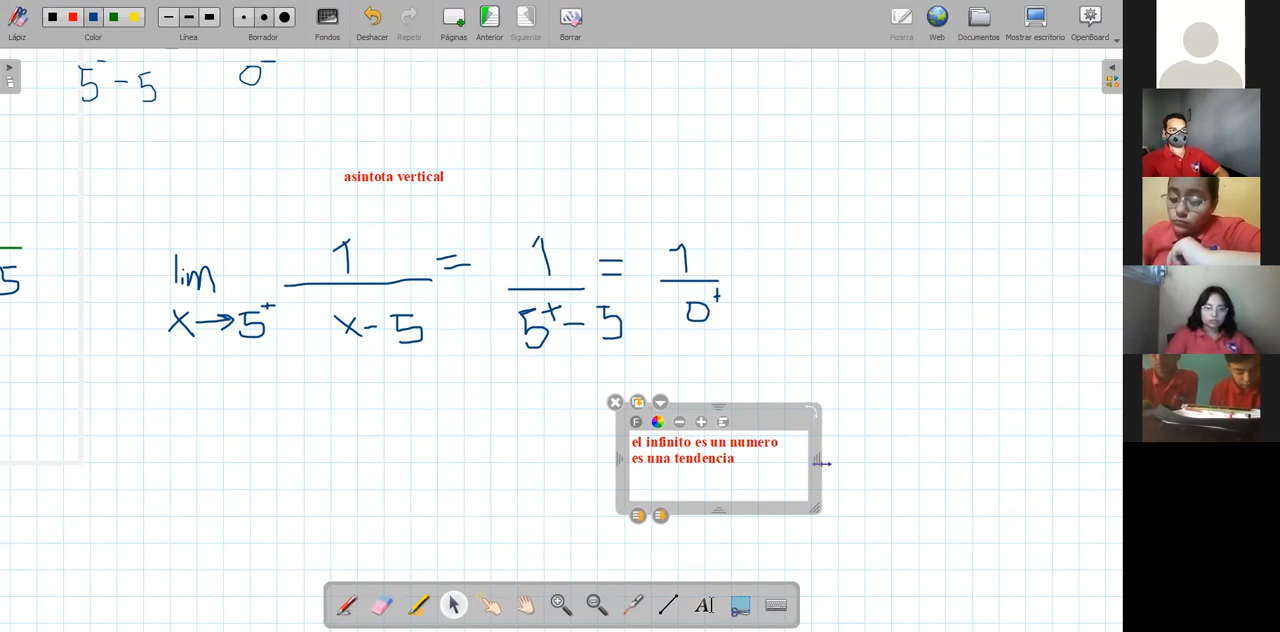 Lápiz Color Línea Borrador Fondos Deshacer Repetir Páginas Anterior Siguiente Borrar Pizarra Web Documentos Mostrar escritorio OpenBoard
5⁻ - 5 0⁻
asintota vertical
5
lim 1 = 1 = 1
x→5⁺ x-5 5⁺-5 0⁺
F
el infinito es un numero
es una tendencia
AI